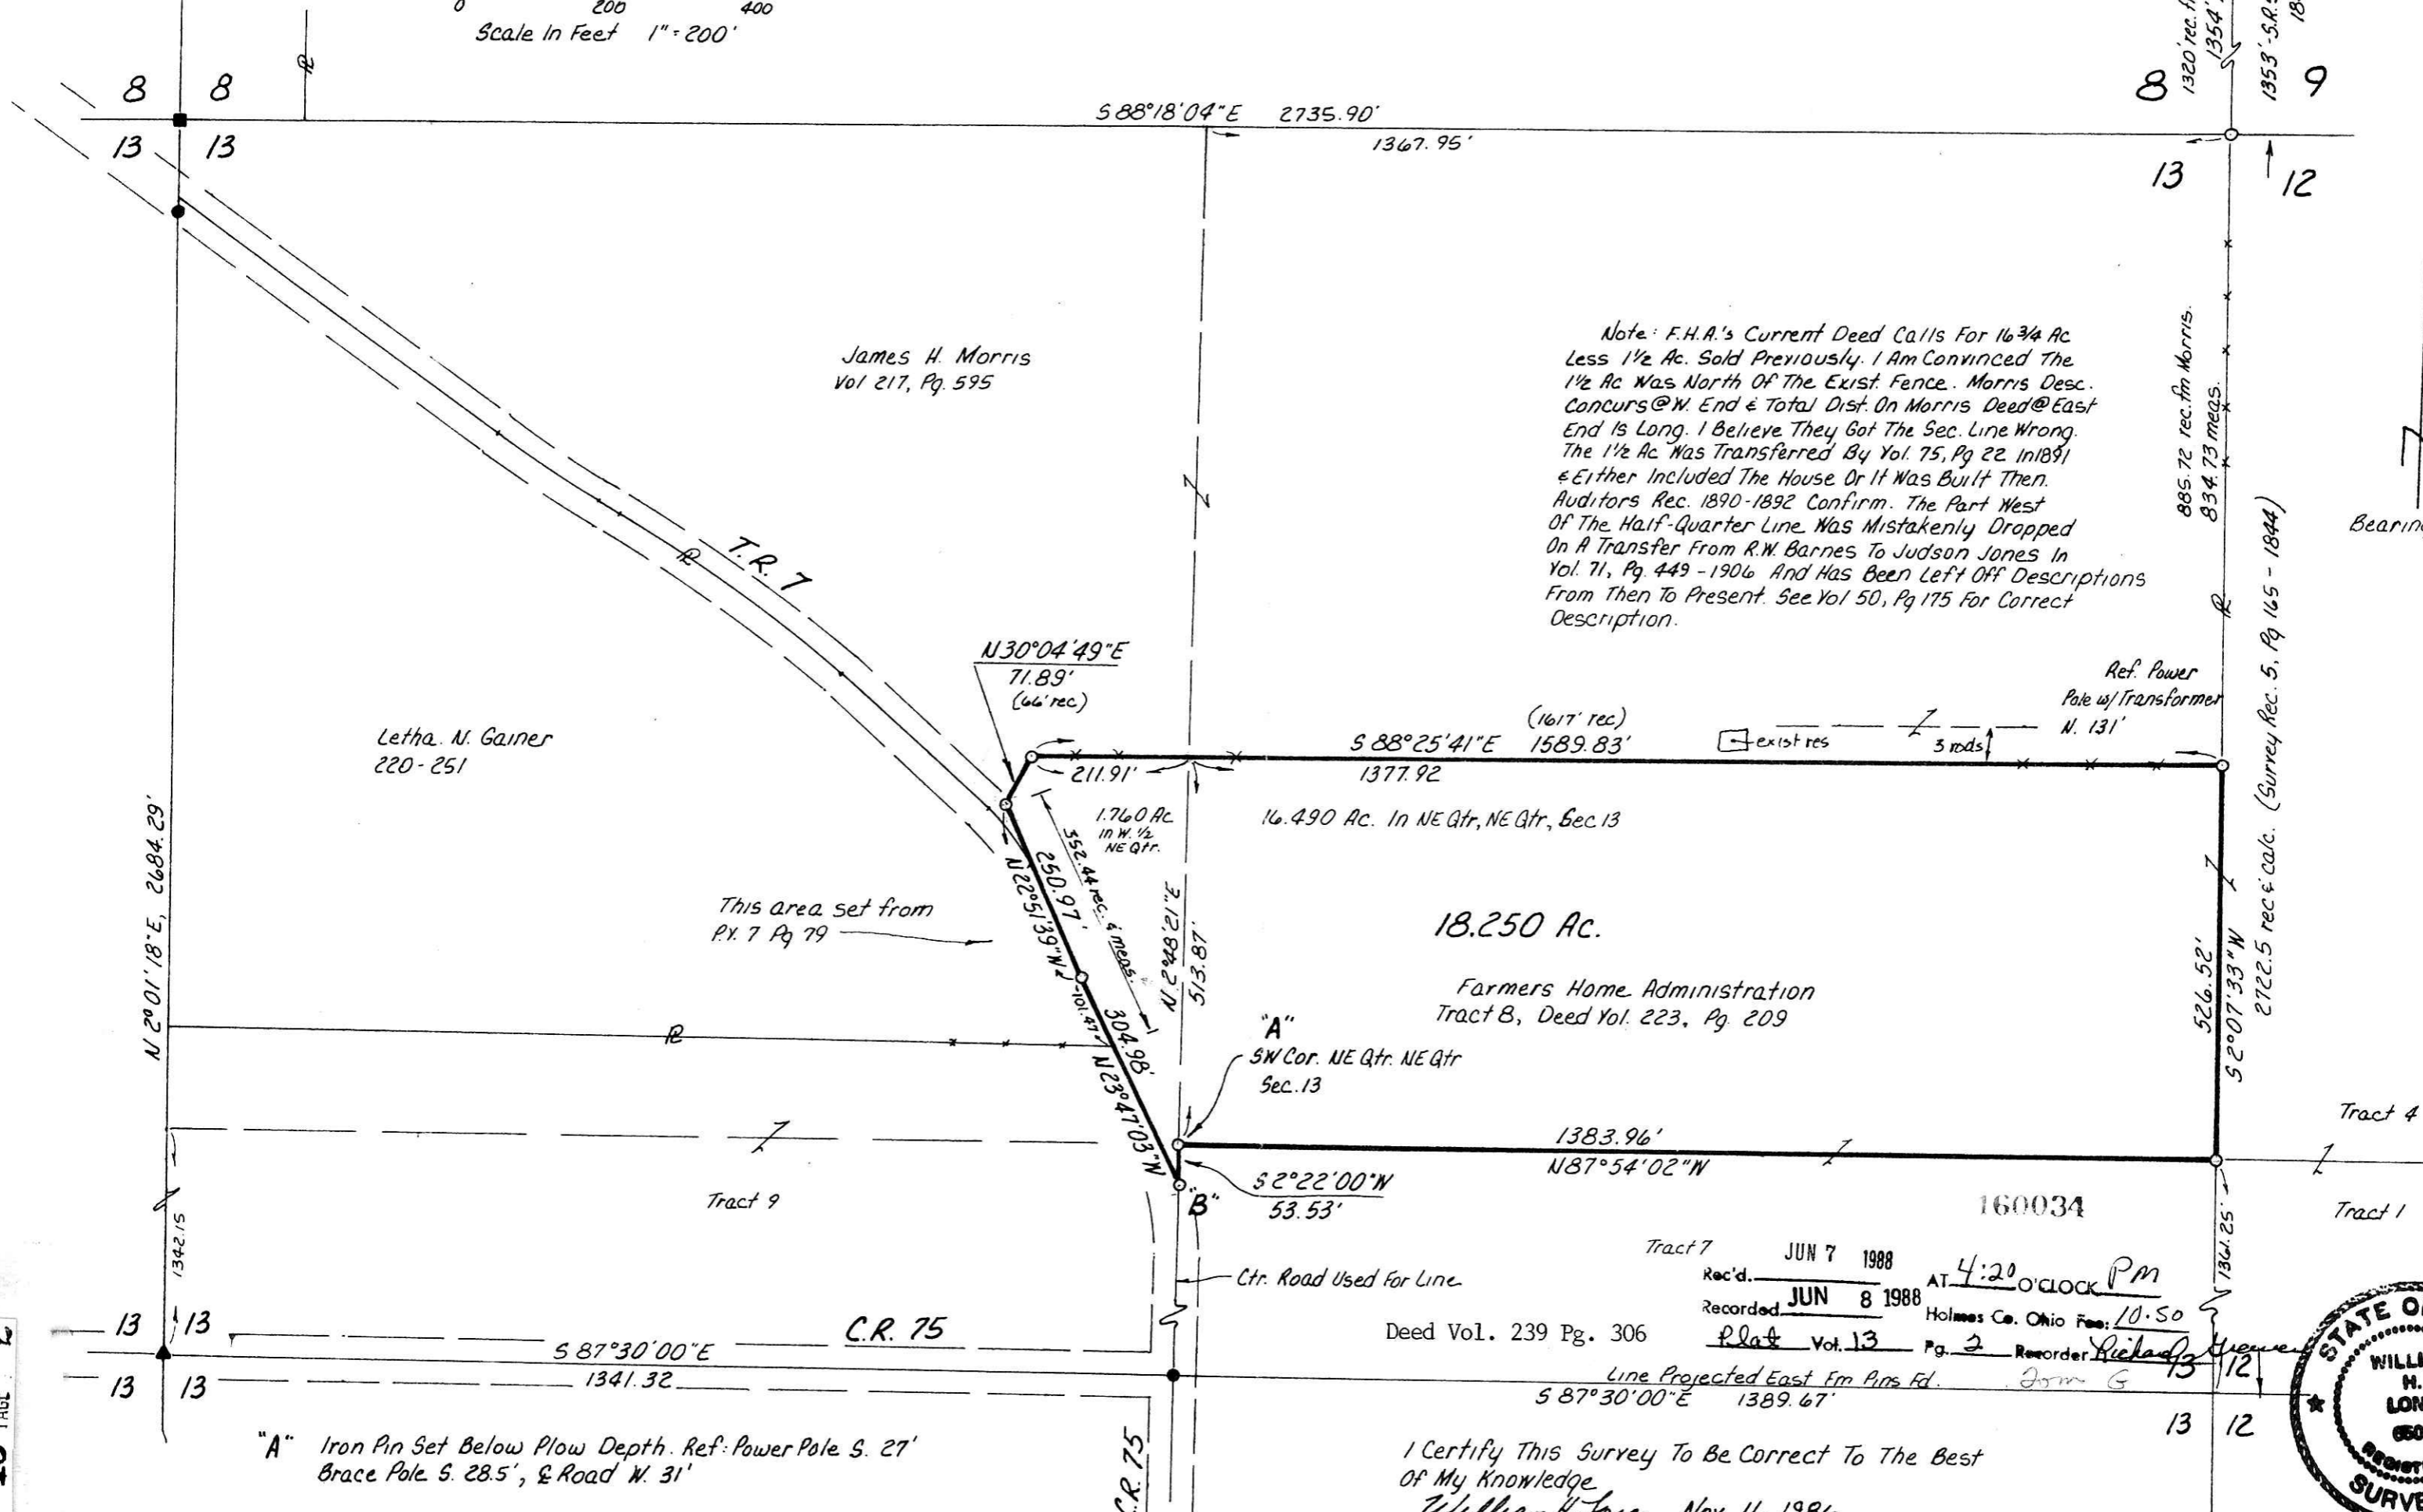 0 200 400
Scale In Feet 1"=200'
8 8
13 13
S 88°18'04"E 2735.90'
1367.95'
1320' rec.
1354'
1353'
8 9
13 12
James H. Morris
Vol 217, Pg. 595
Note: F.H.A.'s Current Deed Calls For 16 3/4 Ac
Less 1 1/2 Ac. Sold Previously. I Am Convinced The
1 1/2 Ac Was North Of The Exist. Fence. Morris Desc.
Concurs @ W. End & Total Dist. On Morris Deed @ East
End Is Long. I Believe They Got The Sec. Line Wrong.
The 1 1/2 Ac Was Transferred By Vol. 75, Pg 22 In 1891
& Either Included The House Or It Was Built Then.
Auditors Rec. 1890-1892 Confirm. The Part West
Of The Half-Quarter Line Was Mistakenly Dropped
On A Transfer From R.W. Barnes To Judson Jones In
Vol. 71, Pg. 449 - 1906 And Has Been Left Off Descriptions
From Then To Present. See Vol 50, Pg 175 For Correct
Description.
885.72 rec. fm Morris.
834.73 meas.
2722.5 rec & calc. (Survey Rec. 5, Pg 165 - 1844)
T.R. 7
N 30°04'49"E
71.89'
(66' rec)
Letha. N. Gainer
220-251
N 2°01'18"E, 2684.29'
(1617' rec)
S 88°25'41"E 1589.83'
211.91'
1377.92
exist res
3 rods
Ref. Power
Pole w/ Transformer
N. 131'
1.760 Ac
in W. 1/2
NE Qtr.
16.490 Ac. In NE Qtr, NE Qtr, Sec 13
250.97'
N 22°51'39"W
352.44 rec. & meas.
This area set from
P.V. 7 Pg 79
N 2°48'21"E
513.87'
18.250 Ac.
Farmers Home Administration
Tract 8, Deed Vol. 223, Pg. 209
526.52'
S 2°07'33"W
101.47'
304.98'
N 23°47'03"W
"A"
SW Cor. NE Qtr. NE Qtr
Sec. 13
1383.96'
N 87°54'02"W
S 2°22'00"W
53.53'
"B"
Tract 4
Tract 1
Tract 9
1342.15
160034
Tract 7
1361.25'
Ctr. Road Used For Line
Rec'd. JUN 7 1988 AT 4:20 O'CLOCK PM
Recorded JUN 8 1988 Holmes Co. Ohio Fee: 10.50
Deed Vol. 239 Pg. 306
Plat Vol. 13 Pg. 2 Recorder Richard
13 13
C.R. 75
S 87°30'00"E
1341.32
13 13
Line Projected East Fm Pins Fd.
S 87°30'00"E 1389.67'
13 12
13 12
"A" Iron Pin Set Below Plow Depth. Ref: Power Pole S. 27'
Brace Pole S. 28.5', ℄ Road W. 31'
C.R. 75
I Certify This Survey To Be Correct To The Best
Of My Knowledge
STATE O
H.